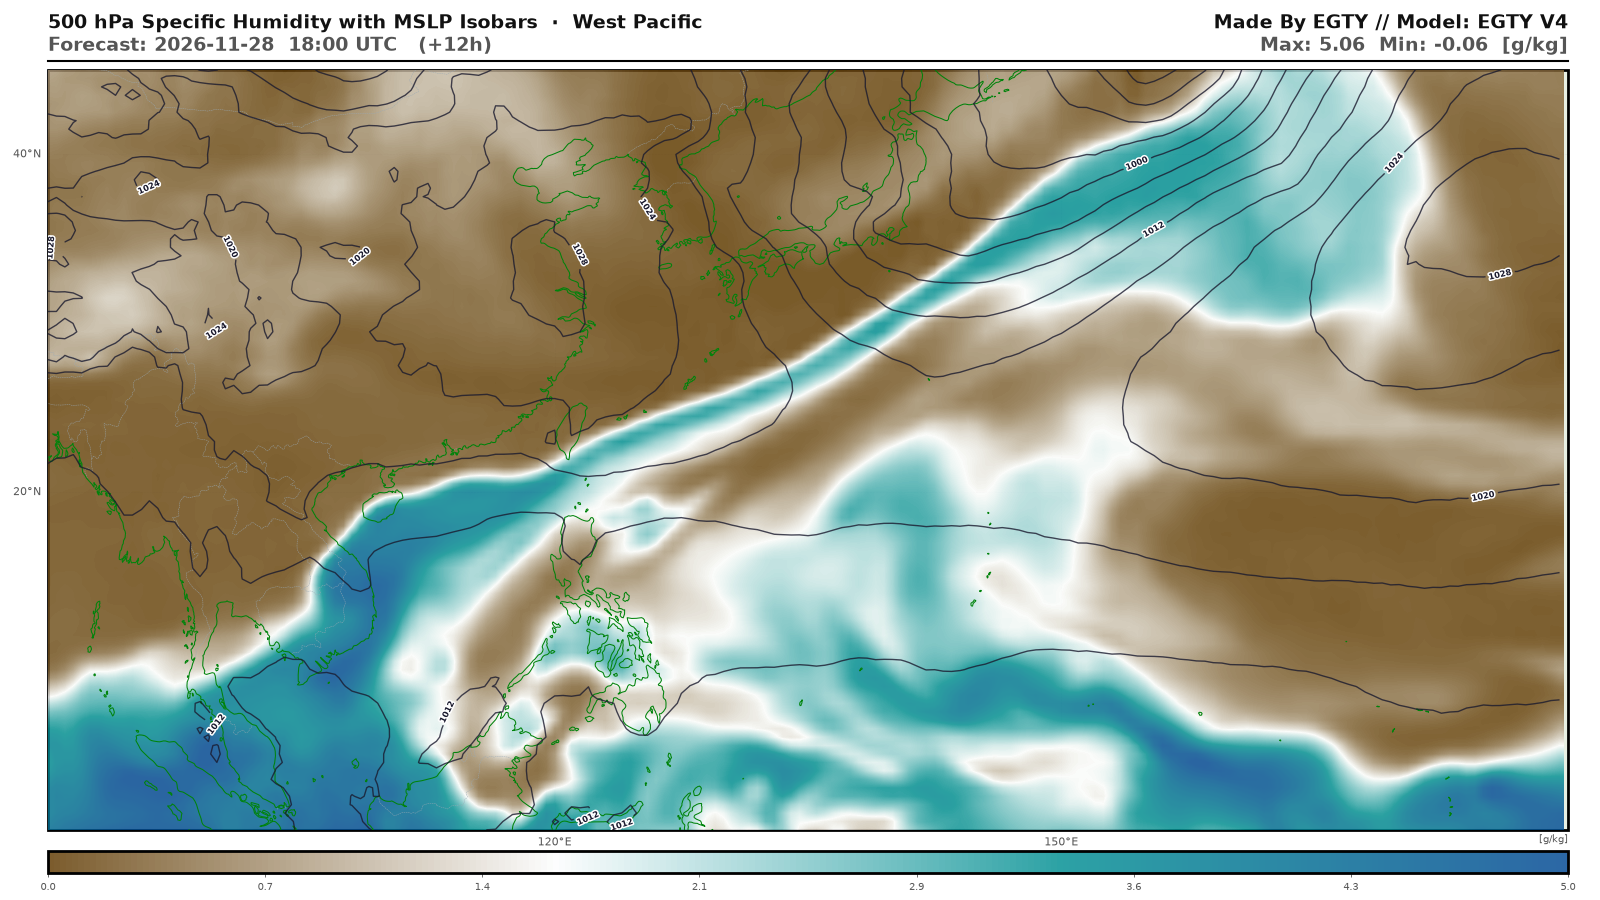 500 hPa Specific Humidity with MSLP Isobars · West Pacific
Made By EGTY // Model: EGTY V4
Forecast: 2026-11-28 18:00 UTC (+12h)
Max: 5.06 Min: -0.06 [g/kg]
40°N
20°N
1000
1024
1024
1024
1012
1020
1028
1020
1028
1028
1024
1020
1012
1012
1012
1012
120°E
150°E
[g/kg]
0.0
0.7
1.4
2.1
2.9
3.6
4.3
5.0